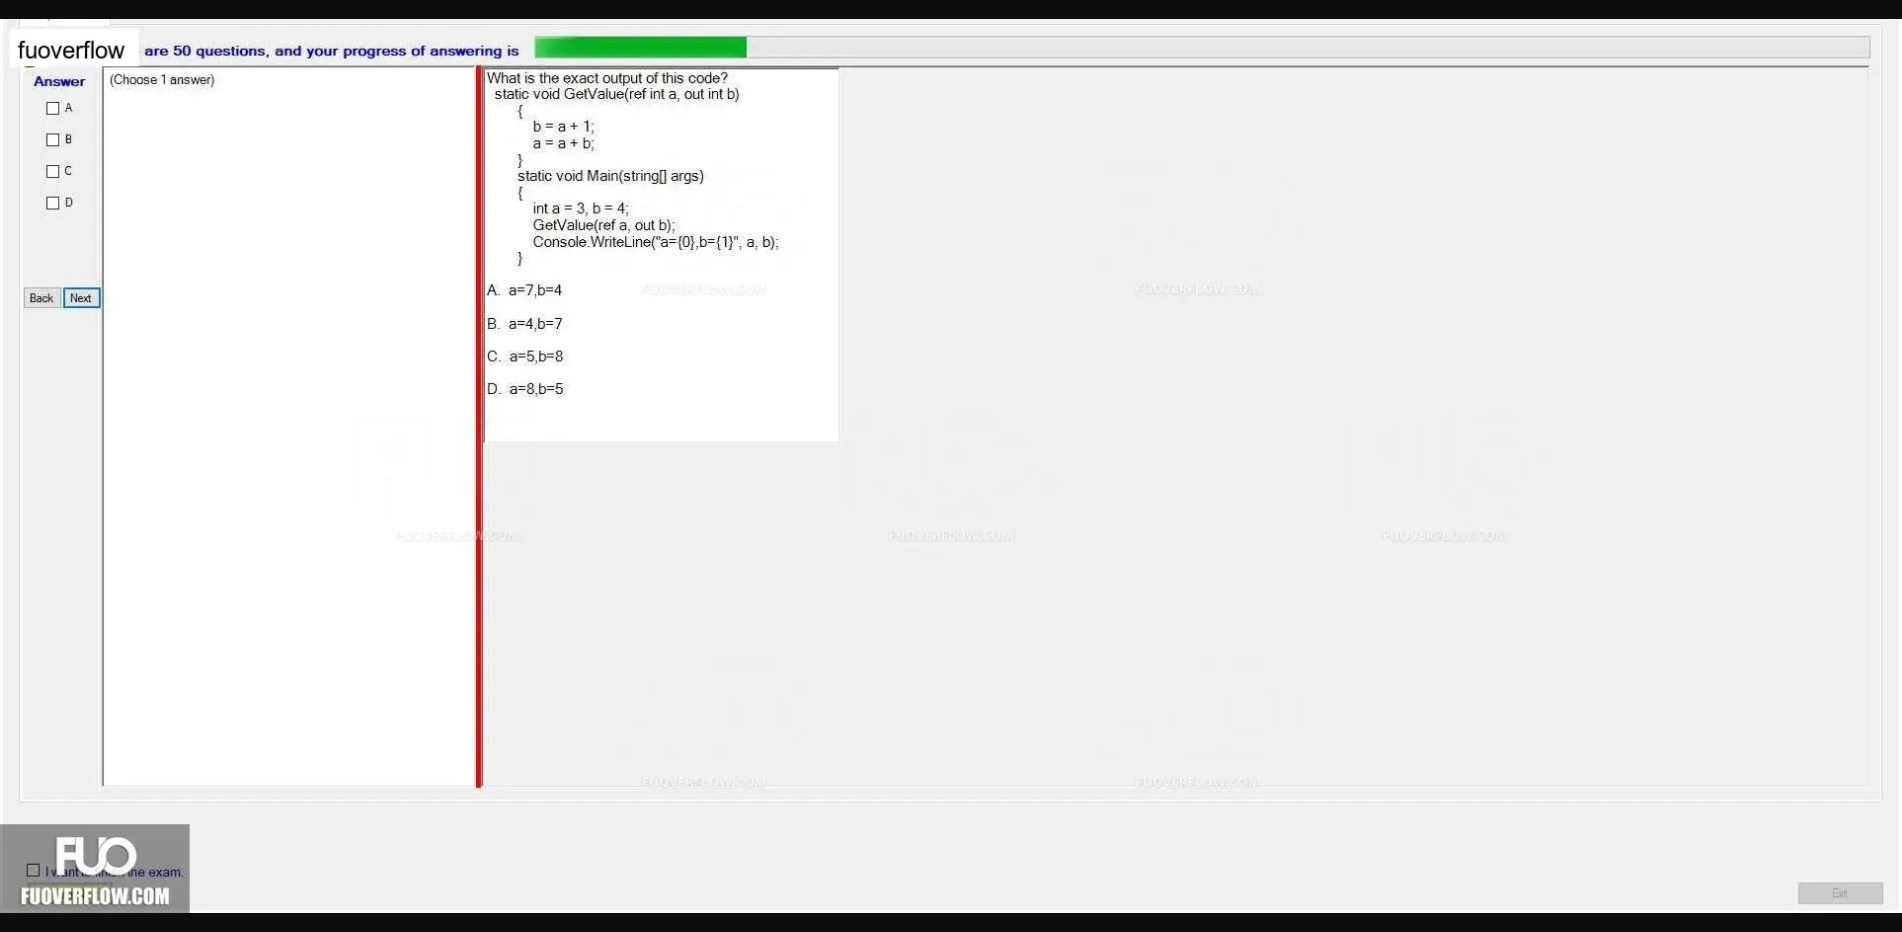 fuoverflow are 50 questions, and your progress of answering is
Answer
(Choose 1 answer)
A
B
C
D
Back Next
What is the exact output of this code?
static void GetValue(ref int a, out int b)
{
b = a + 1;
a = a + b;
}
static void Main(string[] args)
{
int a = 3, b = 4;
GetValue(ref a, out b);
Console.WriteLine("a={0},b={1}", a, b);
}
A. a=7,b=4
B. a=4,b=7
C. a=5,b=8
D. a=8,b=5
FUOVERFLOW.COM FUOVERFLOW.COM
FUOVERFLOW.COM FUOVERFLOW.COM FUOVERFLOW.COM
FUOVERFLOW.COM FUOVERFLOW.COM
FUO
I want to finish the exam.
FUOVERFLOW.COM
Exit